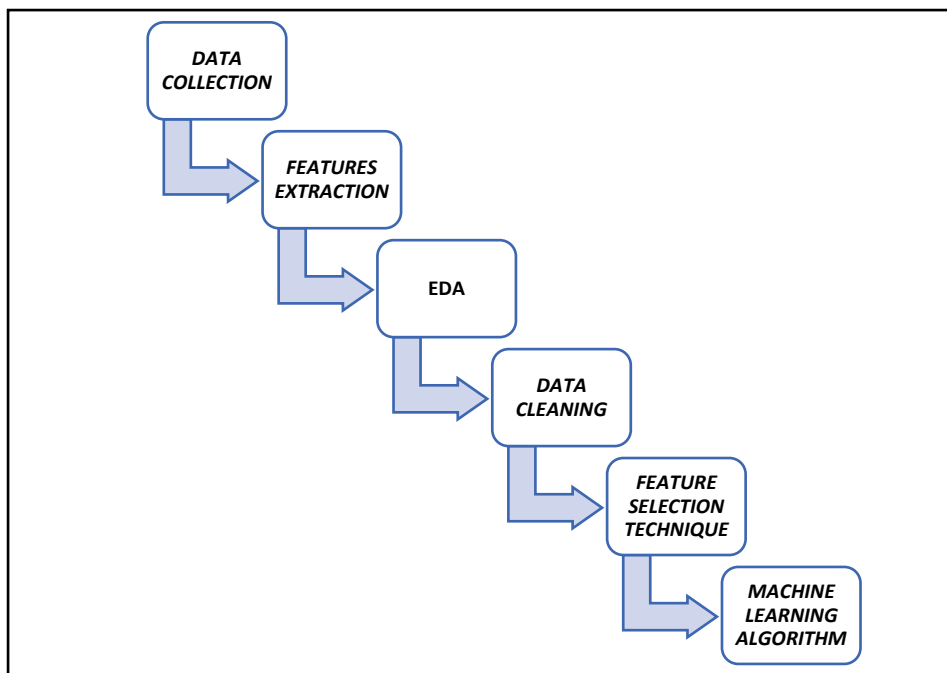 DATA
COLLECTION
FEATURES
EXTRACTION
EDA
DATA
CLEANING
FEATURE
SELECTION
TECHNIQUE
MACHINE
LEARNING
ALGORITHM